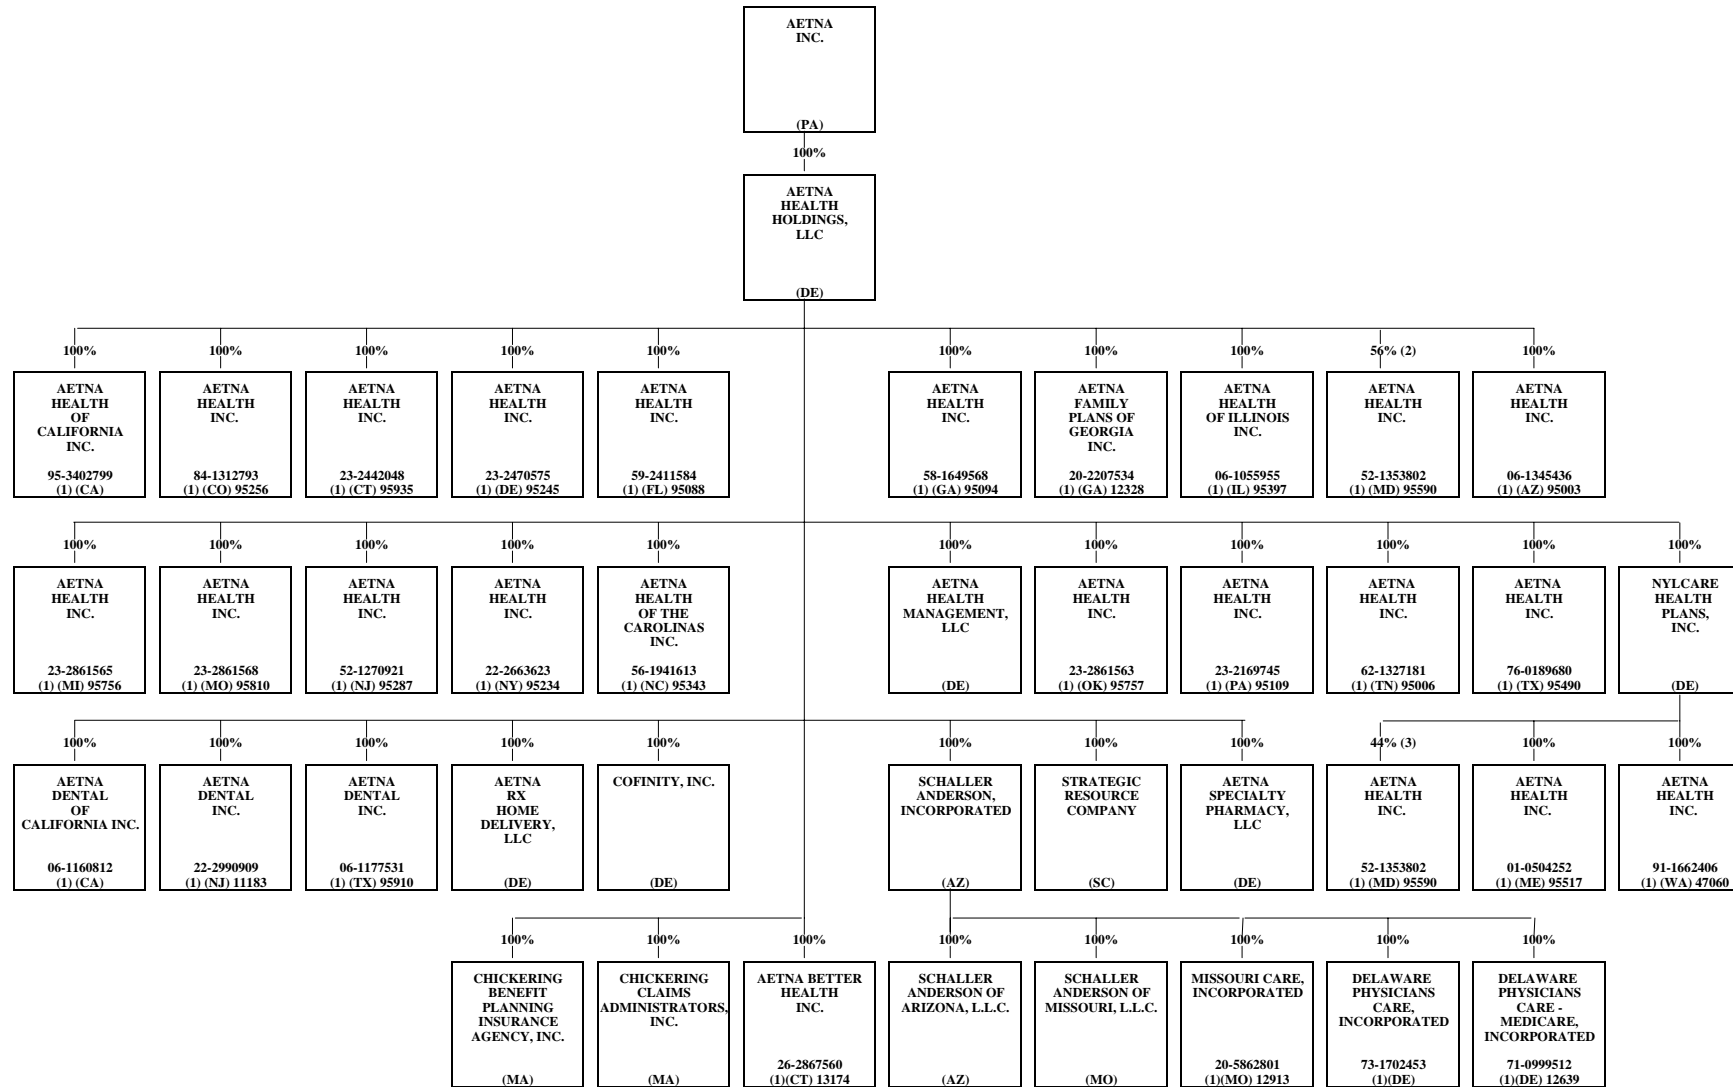 AETNA
INC.
(PA)
100%
AETNA
HEALTH
HOLDINGS,
LLC
(DE)
100%
AETNA
HEALTH
OF
CALIFORNIA
INC.
95-3402799
(1) (CA)
100%
AETNA
HEALTH
INC.
84-1312793
(1) (CO) 95256
100%
AETNA
HEALTH
INC.
23-2442048
(1) (CT) 95935
100%
AETNA
HEALTH
INC.
23-2470575
(1) (DE) 95245
100%
AETNA
HEALTH
INC.
59-2411584
(1) (FL) 95088
100%
AETNA
HEALTH
INC.
58-1649568
(1) (GA) 95094
100%
AETNA
FAMILY
PLANS OF
GEORGIA
INC.
20-2207534
(1) (GA) 12328
100%
AETNA
HEALTH
OF ILLINOIS
INC.
06-1055955
(1) (IL) 95397
56% (2)
AETNA
HEALTH
INC.
52-1353802
(1) (MD) 95590
100%
AETNA
HEALTH
INC.
06-1345436
(1) (AZ) 95003
100%
AETNA
HEALTH
INC.
23-2861565
(1) (MI) 95756
100%
AETNA
HEALTH
INC.
23-2861568
(1) (MO) 95810
100%
AETNA
HEALTH
INC.
52-1270921
(1) (NJ) 95287
100%
AETNA
HEALTH
INC.
22-2663623
(1) (NY) 95234
100%
AETNA
HEALTH
OF THE
CAROLINAS
INC.
56-1941613
(1) (NC) 95343
100%
AETNA
HEALTH
MANAGEMENT,
LLC
(DE)
100%
AETNA
HEALTH
INC.
23-2861563
(1) (OK) 95757
100%
AETNA
HEALTH
INC.
23-2169745
(1) (PA) 95109
100%
AETNA
HEALTH
INC.
62-1327181
(1) (TN) 95006
100%
AETNA
HEALTH
INC.
76-0189680
(1) (TX) 95490
100%
NYLCARE
HEALTH
PLANS,
INC.
(DE)
100%
AETNA
DENTAL
OF
CALIFORNIA INC.
06-1160812
(1) (CA)
100%
AETNA
DENTAL
INC.
22-2990909
(1) (NJ) 11183
100%
AETNA
DENTAL
INC.
06-1177531
(1) (TX) 95910
100%
AETNA
RX
HOME
DELIVERY,
LLC
(DE)
100%
COFINITY, INC.
(DE)
100%
SCHALLER
ANDERSON,
INCORPORATED
(AZ)
100%
STRATEGIC
RESOURCE
COMPANY
(SC)
100%
AETNA
SPECIALTY
PHARMACY,
LLC
(DE)
44% (3)
AETNA
HEALTH
INC.
52-1353802
(1) (MD) 95590
100%
AETNA
HEALTH
INC.
01-0504252
(1) (ME) 95517
100%
AETNA
HEALTH
INC.
91-1662406
(1) (WA) 47060
100%
CHICKERING
BENEFIT
PLANNING
INSURANCE
AGENCY, INC.
(MA)
100%
CHICKERING
CLAIMS
ADMINISTRATORS,
INC.
(MA)
100%
AETNA BETTER
HEALTH
INC.
26-2867560
(1)(CT) 13174
100%
SCHALLER
ANDERSON OF
ARIZONA, L.L.C.
(AZ)
100%
SCHALLER
ANDERSON OF
MISSOURI, L.L.C.
(MO)
100%
MISSOURI CARE,
INCORPORATED
20-5862801
(1)(MO) 12913
100%
DELAWARE
PHYSICIANS
CARE,
INCORPORATED
73-1702453
(1)(DE)
100%
DELAWARE
PHYSICIANS
CARE -
MEDICARE,
INCORPORATED
71-0999512
(1)(DE) 12639